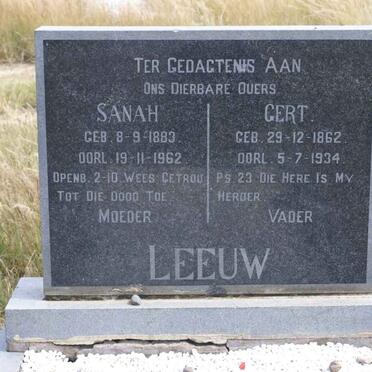 TER GEDAGTENIS AAN
ONS DIERBARE OUERS.
SANAH
GEB. 8-9-1883.
OORL. 19-11-1962.
OPENB. 2-10 WEES GETROU
TOT DIE DOOD TOE.
MOEDER
GERT.
GEB. 29-12-1862.
OORL. 5-7-1934.
PS. 23 DIE HERE IS MY
HERDER.
VADER
LEEUW